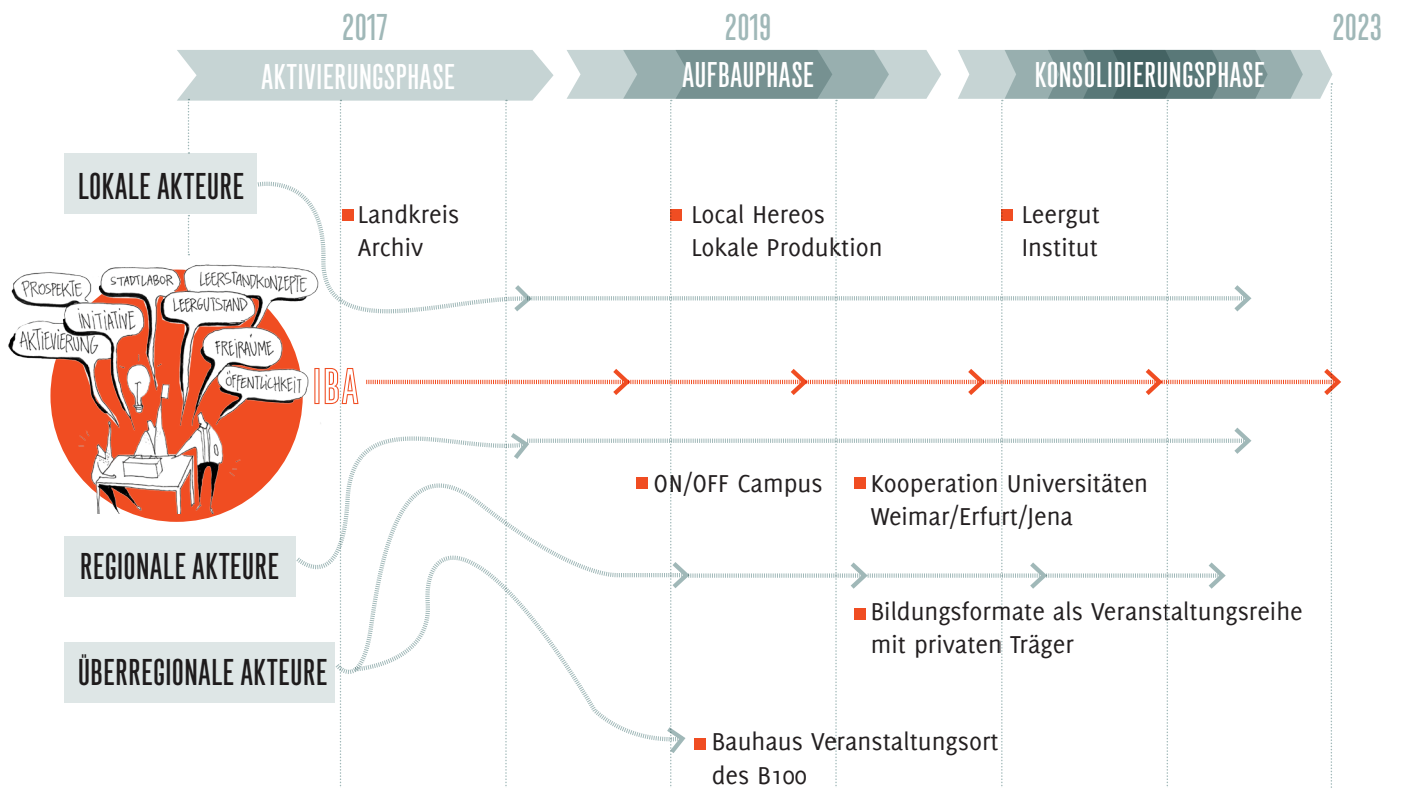 2017
2019
2023
AKTIVIERUNGSPHASE
AUFBAUPHASE
KONSOLIDIERUNGSPHASE
LOKALE AKTEURE
Landkreis
Archiv
Local Hereos
Lokale Produktion
Leergut
Institut
PROSPEKTE
STADTLABOR
LEERSTANDKONZEPTE
INITIATIVE
LEERGUTSTAND
AKTIEVIERUNG
FREIRÄUME
ÖFFENTLICHKEIT
IBA
ON/OFF Campus
Kooperation Universitäten
Weimar/Erfurt/Jena
REGIONALE AKTEURE
Bildungsformate als Veranstaltungsreihe
mit privaten Träger
ÜBERREGIONALE AKTEURE
Bauhaus Veranstaltungsort
des B100